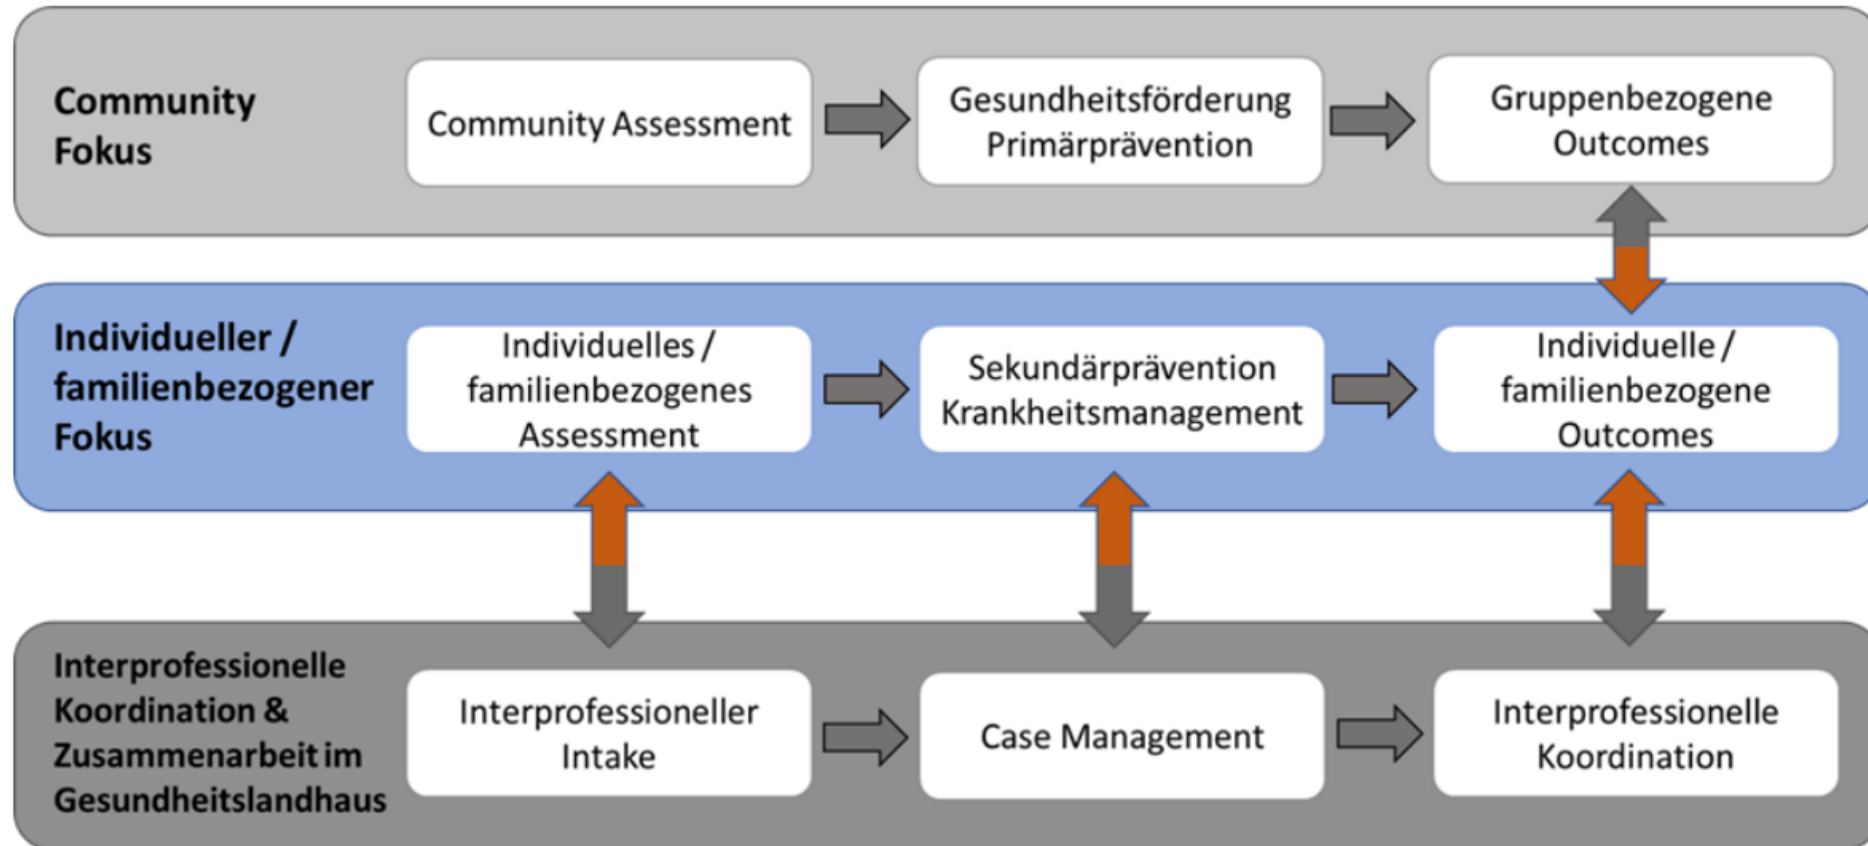 Community
Fokus
Community Assessment
Gesundheitsförderung
Primärprävention
Gruppenbezogene
Outcomes
Individueller /
familienbezogener
Fokus
Individuelles /
familienbezogenes
Assessment
Sekundärprävention
Krankheitsmanagement
Individuelle /
familienbezogene
Outcomes
Interprofessionelle
Koordination &
Zusammenarbeit im
Gesundheitslandhaus
Interprofessioneller
Intake
Case Management
Interprofessionelle
Koordination